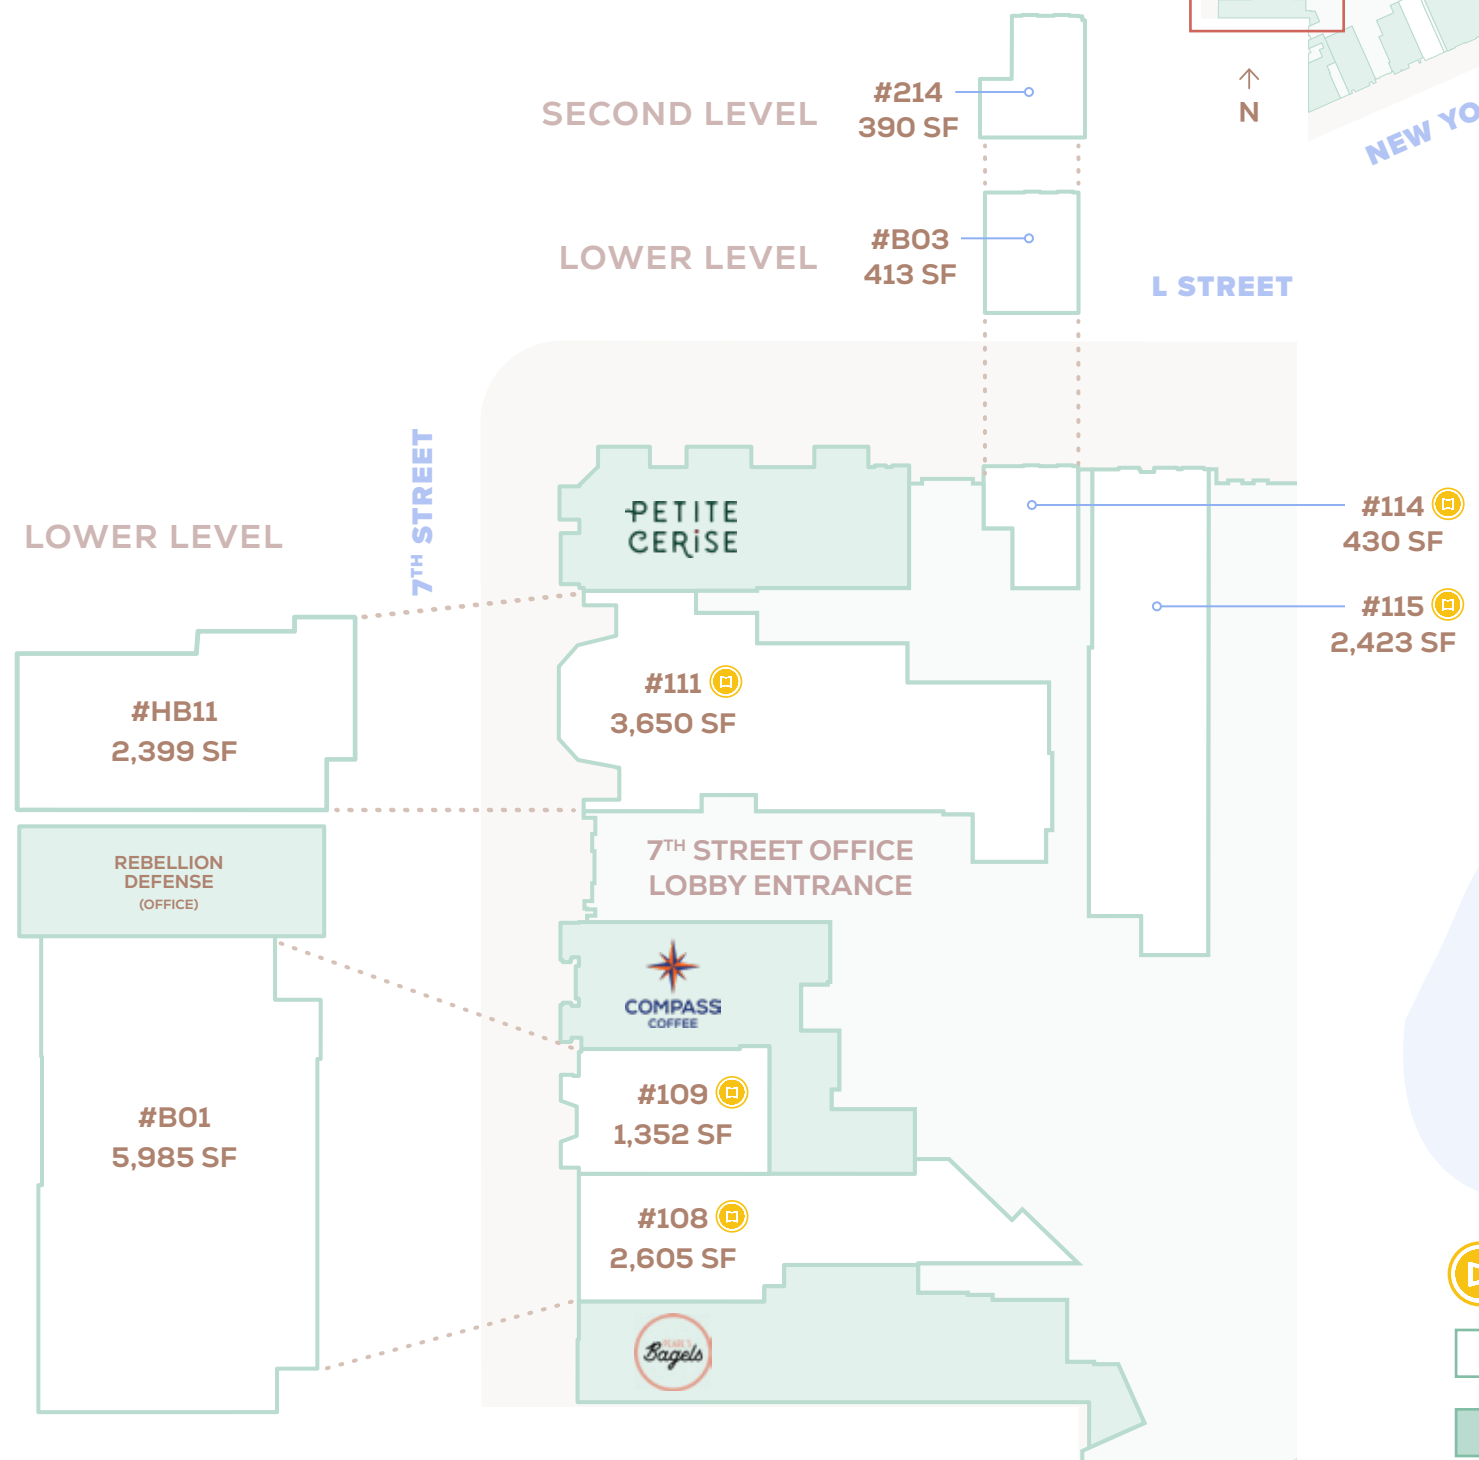 #214
SECOND LEVEL
390 SF
N
#B03
LOWER LEVEL
413 SF
L STREET
7TH STREET
PETITE
CERISE
#114
430 SF
LOWER LEVEL
#115
2,423 SF
#111
3,650 SF
#HB11
2,399 SF
7TH STREET OFFICE
LOBBY ENTRANCE
REBELLION
DEFENSE
(OFFICE)
COMPASS
COFFEE
#109
1,352 SF
#B01
5,985 SF
#108
2,605 SF
PEARL'S
Bagels
NEW YO